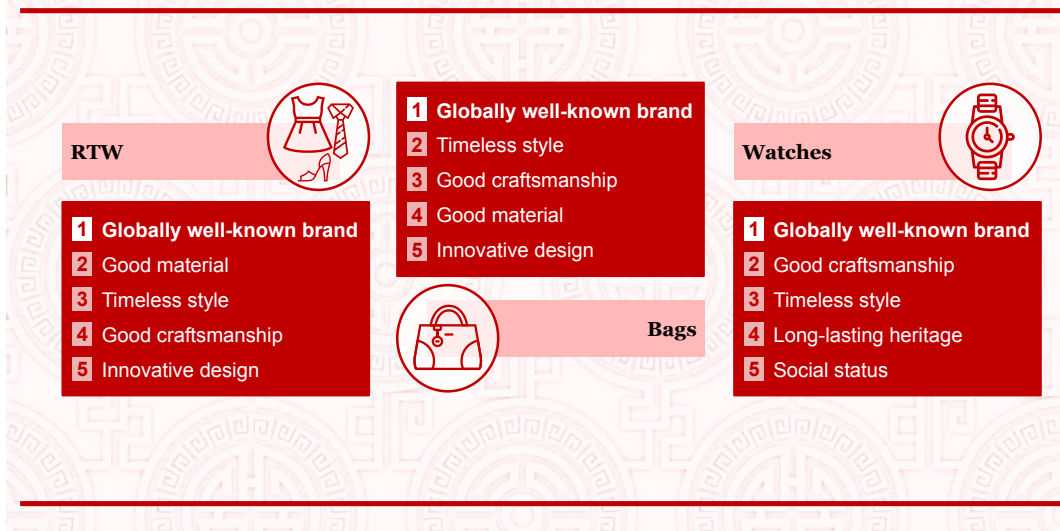 RTW
1 Globally well-known brand
2 Good material
3 Timeless style
4 Good craftsmanship
5 Innovative design
1 Globally well-known brand
2 Timeless style
3 Good craftsmanship
4 Good material
5 Innovative design
Bags
Watches
1 Globally well-known brand
2 Good craftsmanship
3 Timeless style
4 Long-lasting heritage
5 Social status